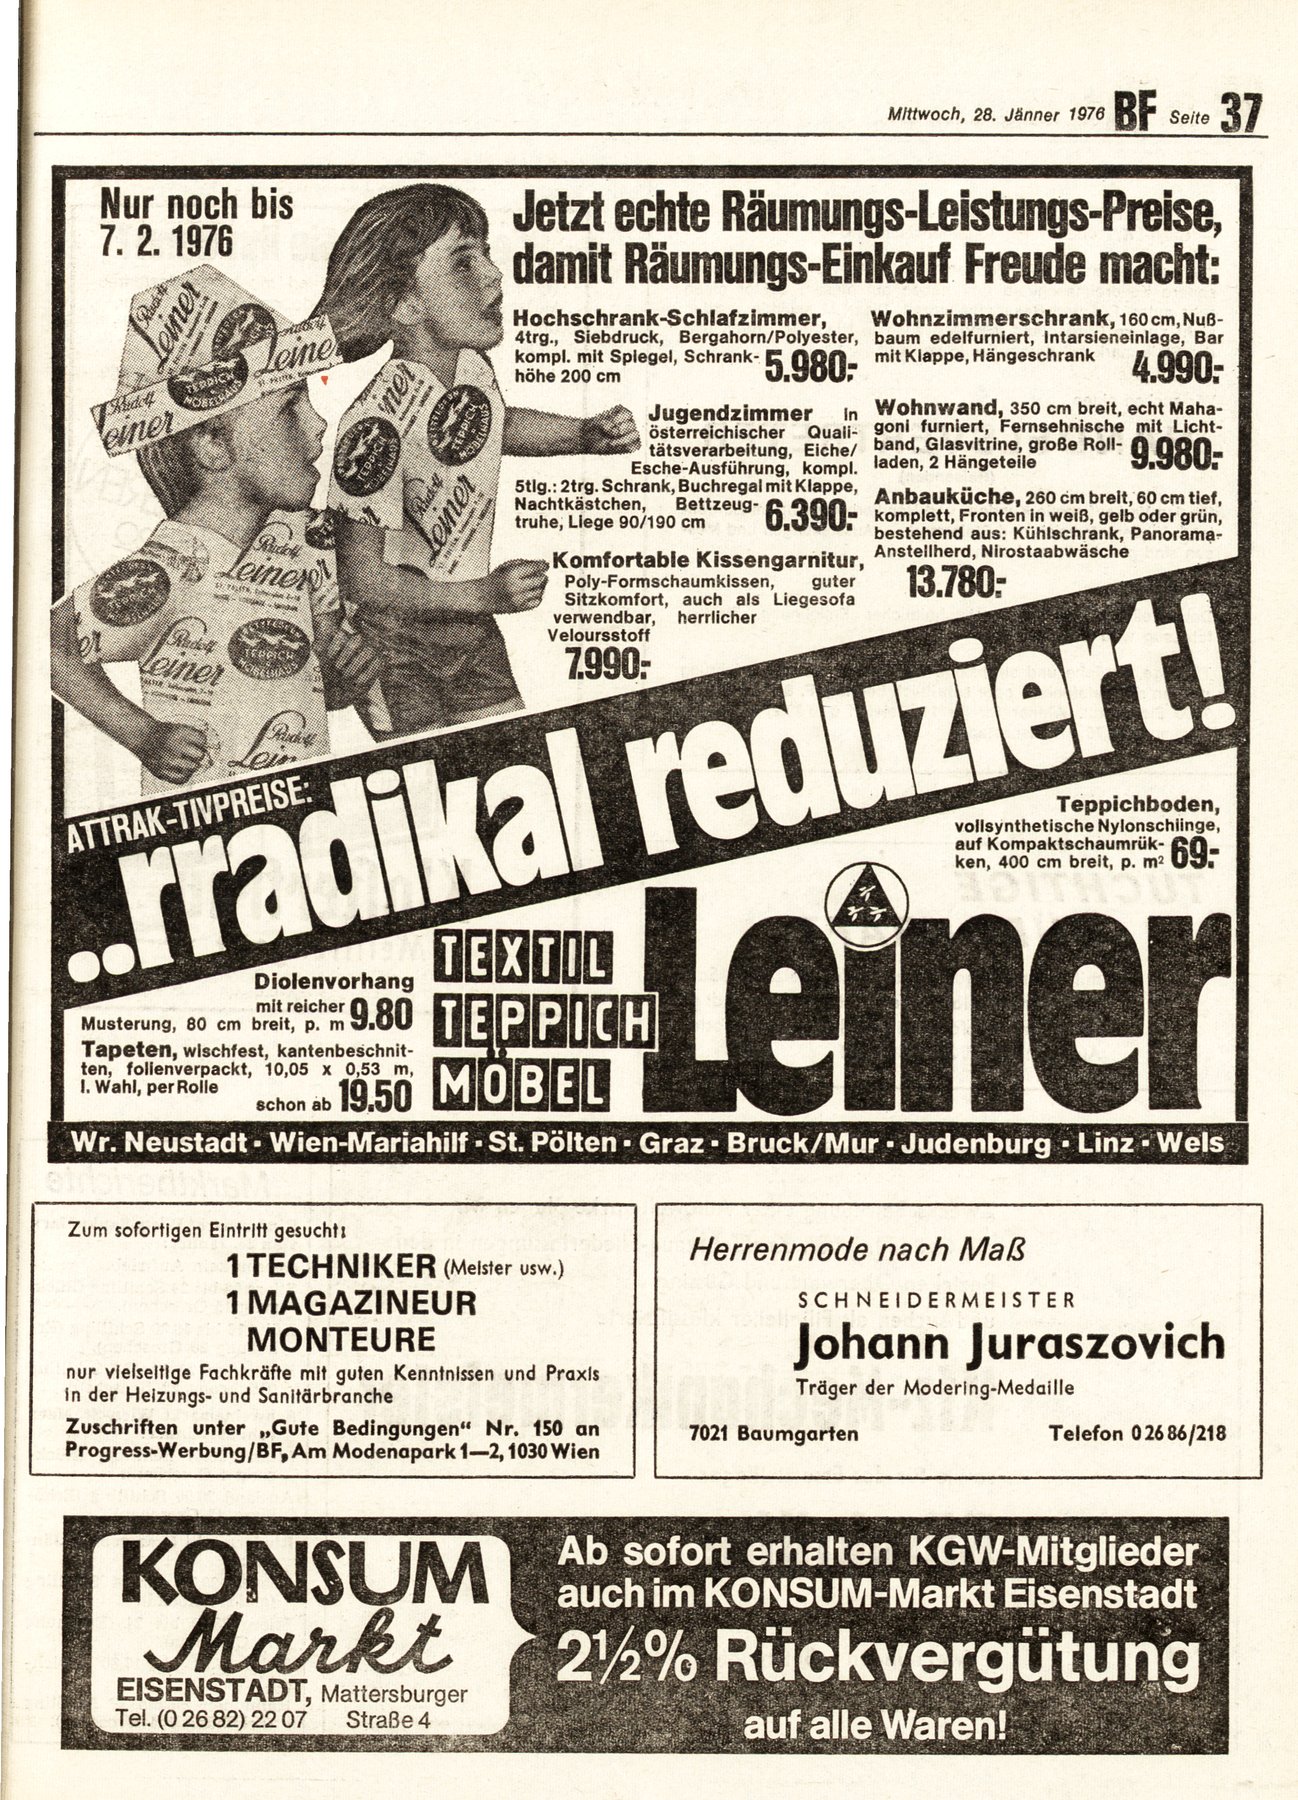 Mittwoch, 28. Jänner 1976 BF Seite 37
Nur noch bis
7. 2. 1976
Jetzt echte Räumungs-Leistungs-Preise,
damit Räumungs-Einkauf Freude macht:
Hochschrank-Schlafzimmer,
4trg., Siebdruck, Bergahorn/Polyester,
kompl. mit Spiegel, Schrank-
höhe 200 cm 5.980:-
Jugendzimmer in
österreichischer Quali-
tätsverarbeitung, Eiche/
Esche-Ausführung, kompl.
5tlg.: 2trg. Schrank, Buchregal mit Klappe,
Nachtkästchen, Bettzeug-
truhe, Liege 90/190 cm 6.390:-
Komfortable Kissengarnitur,
Poly-Formschaumkissen, guter
Sitzkomfort, auch als Liegesofa
verwendbar, herrlicher
Veloursstoff
7.990:-
Wohnzimmerschrank, 160 cm, Nuß-
baum edelfurniert, Intarsieneinlage, Bar
mit Klappe, Hängeschrank 4.990:-
Wohnwand, 350 cm breit, echt Maha-
goni furniert, Fernsehnische mit Licht-
band, Glasvitrine, große Roll-
laden, 2 Hängeteile 9.980:-
Anbauküche, 260 cm breit, 60 cm tief,
komplett, Fronten in weiß, gelb oder grün,
bestehend aus: Kühlschrank, Panorama-
Anstellherd, Nirostaabwäsche
13.780:-
Rudolf
Leiner
TEPPICH
MÖBELHAUS
ATTRAK-TIVPREISE:
..rradikal reduziert!
Teppichboden,
vollsynthetische Nylonschlinge,
auf Kompaktschaumrük-
ken, 400 cm breit, p. m² 69:-
Diolenvorhang
mit reicher
Musterung, 80 cm breit, p. m 9.80
Tapeten, wischfest, kantenbeschnit-
ten, folienverpackt, 10,05 x 0,53 m,
I. Wahl, per Rolle
schon ab 19.50
TEXTIL
TEPPICH
MÖBEL
Leiner
Wr. Neustadt · Wien-Mariahilf · St. Pölten · Graz · Bruck/Mur · Judenburg · Linz · Wels
Zum sofortigen Eintritt gesucht:
1 TECHNIKER (Meister usw.)
1 MAGAZINEUR
MONTEURE
nur vielseitige Fachkräfte mit guten Kenntnissen und Praxis
in der Heizungs- und Sanitärbranche
Zuschriften unter „Gute Bedingungen“ Nr. 150 an
Progress-Werbung/BF, Am Modenapark 1—2, 1030 Wien
Herrenmode nach Maß
SCHNEIDERMEISTER
Johann Juraszovich
Träger der Modering-Medaille
7021 Baumgarten Telefon 0 26 86/218
KONSUM
Markt
EISENSTADT, Mattersburger
Tel. (0 26 82) 22 07 Straße 4
Ab sofort erhalten KGW-Mitglieder
auch im KONSUM-Markt Eisenstadt
2½% Rückvergütung
auf alle Waren!